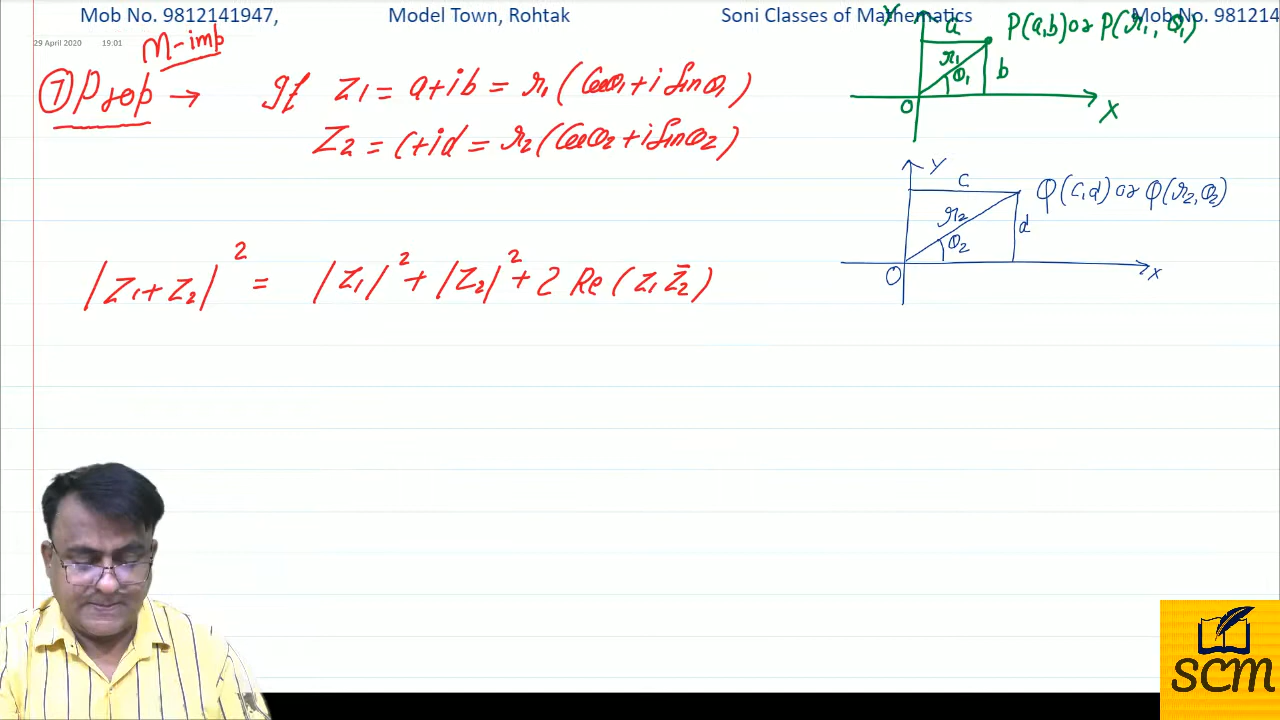 Mob No. 9812141947, Model Town, Rohtak Soni Classes of Mathematics Mob No. 981214
29 April 2020 19:01
M-imp
⑦ Prop → If Z1 = a+ib = r1(Cosθ1+i Sinθ1)
Z2 = C+id = r2(Cosθ2+i Sinθ2)
|Z1+Z2|² = |Z1|² + |Z2|² + 2 Re(Z1 Z̄2)
Y
a
P(a,b) or P(r1, θ1)
r1
θ1
b
O
X
Y
c
Q(c,d) or Q(r2, θ2)
r2
θ2
d
O
X
SCM